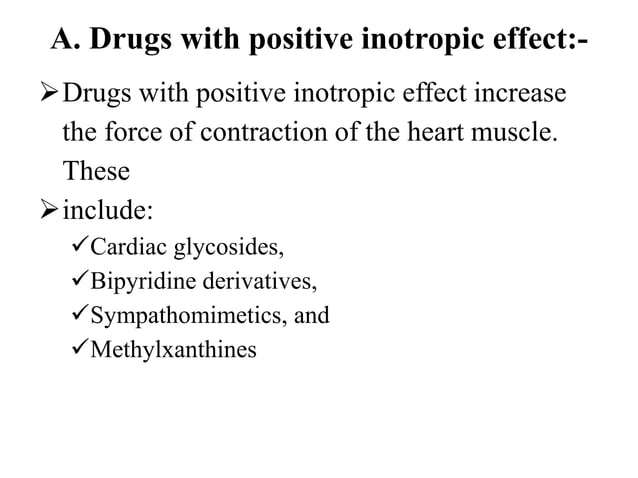 A. Drugs with positive inotropic effect:-
➢Drugs with positive inotropic effect increase
the force of contraction of the heart muscle.
These
➢include:
✓Cardiac glycosides,
✓Bipyridine derivatives,
✓Sympathomimetics, and
✓Methylxanthines